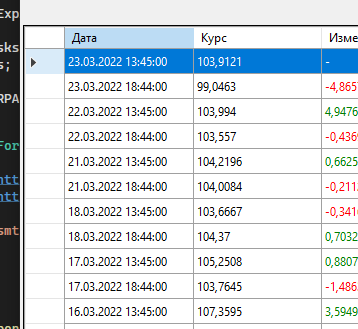 Exp
Дата Курс Изме
sks
s;
23.03.2022 13:45:00 103,9121 -
23.03.2022 18:44:00 99,0463 -4,865
RPA
22.03.2022 13:45:00 103,994 4,9476
22.03.2022 18:44:00 103,557 -0,436
For
21.03.2022 13:45:00 104,2196 0,6625
ntt
21.03.2022 18:44:00 104,0084 -0,211
ntt
18.03.2022 13:45:00 103,6667 -0,341
smt
18.03.2022 18:44:00 104,37 0,7032
17.03.2022 13:45:00 105,2508 0,8807
17.03.2022 18:44:00 103,7645 -1,486
16.03.2022 13:45:00 107,3595 3,5949